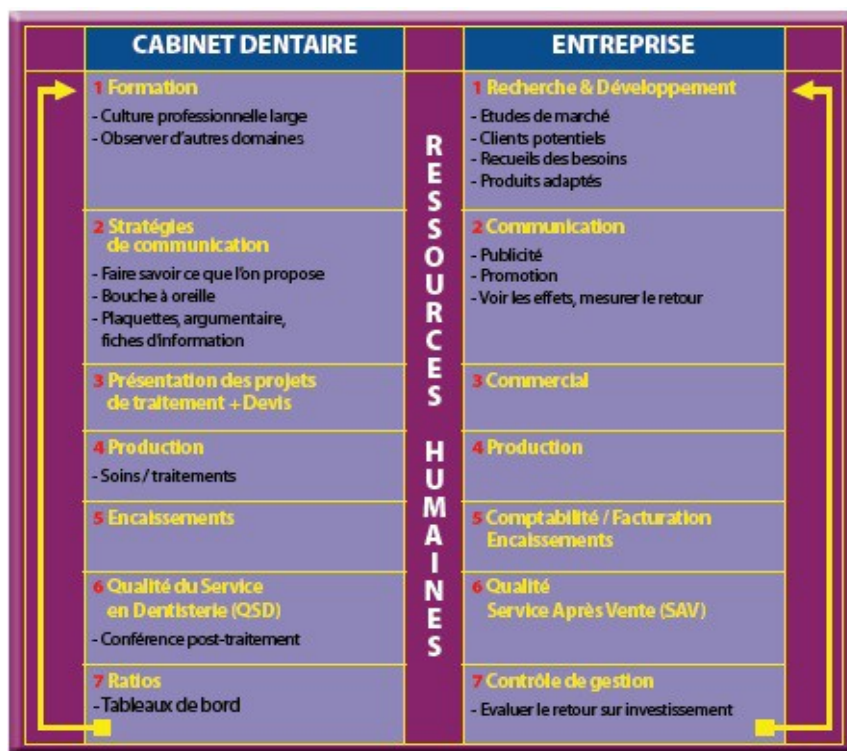 CABINET DENTAIRE
1 Formation
- Culture professionnelle large
- Observer d'autres domaines
2 Stratégies
de communication
- Faire savoir ce que l'on propose
- Bouche à oreille
- Plaquettes, argumentaire,
fiches d'information
3 Présentation des projets
de traitement + Devis
4 Production
- Soins / traitements
5 Encaissements
6 Qualité du Service
en Dentisterie (QSD)
- Conférence post-traitement
7 Ratios
- Tableaux de bord
RESSOURCES HUMAINES
ENTREPRISE
1 Recherche & Développement
- Etudes de marché
- Clients potentiels
- Recueils des besoins
- Produits adaptés
2 Communication
- Publicité
- Promotion
- Voir les effets, mesurer le retour
3 Commercial
4 Production
5 Comptabilité / Facturation
Encaissements
6 Qualité
Service Après Vente (SAV)
7 Contrôle de gestion
- Evaluer le retour sur investissement